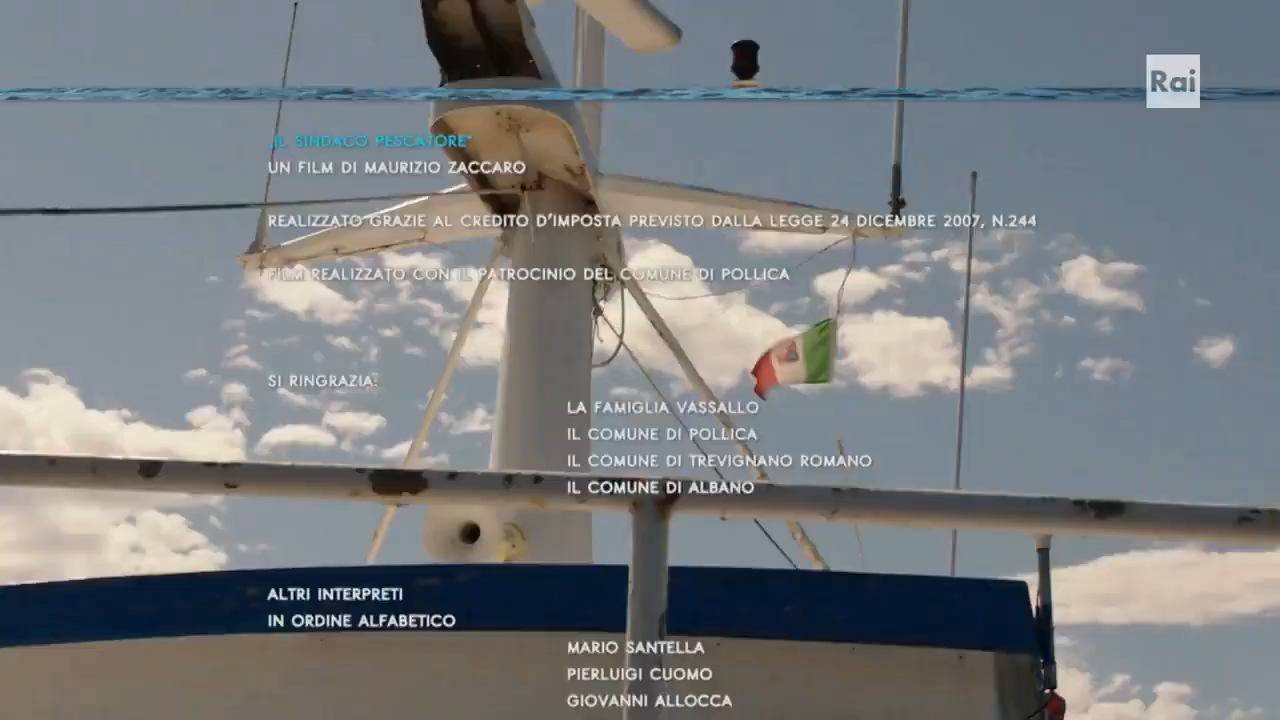 Rai
„IL SINDACO PESCATORE"
UN FILM DI MAURIZIO ZACCARO
REALIZZATO GRAZIE AL CREDITO D'IMPOSTA PREVISTO DALLA LEGGE 24 DICEMBRE 2007, N.244
FILM REALIZZATO CON IL PATROCINIO DEL COMUNE DI POLLICA
SI RINGRAZIA:
LA FAMIGLIA VASSALLO
IL COMUNE DI POLLICA
IL COMUNE DI TREVIGNANO ROMANO
IL COMUNE DI ALBANO
ALTRI INTERPRETI
IN ORDINE ALFABETICO
MARIO SANTELLA
PIERLUIGI CUOMO
GIOVANNI ALLOCCA